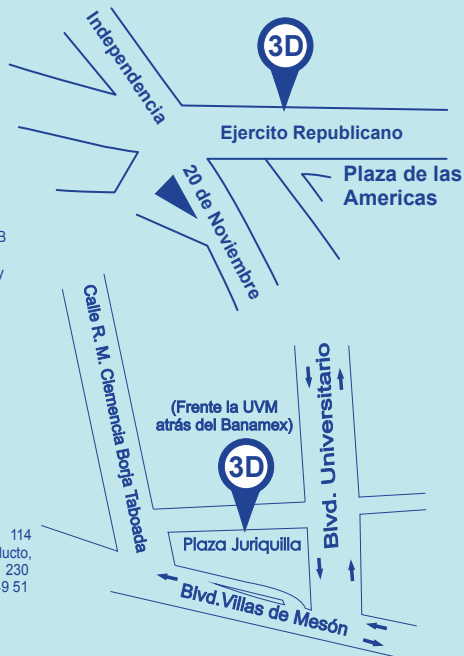 Independencia
3D
Ejercito Republicano
Plaza de las
Americas
20 de Noviembre
B
Calle R. M. Clemencia Borja Taboada
Blvd. Universitario
(Frente la UVM
atrás del Banamex)
3D
Plaza Juriquilla
114
ducto,
230
9 51
Blvd.Villas de Mesón